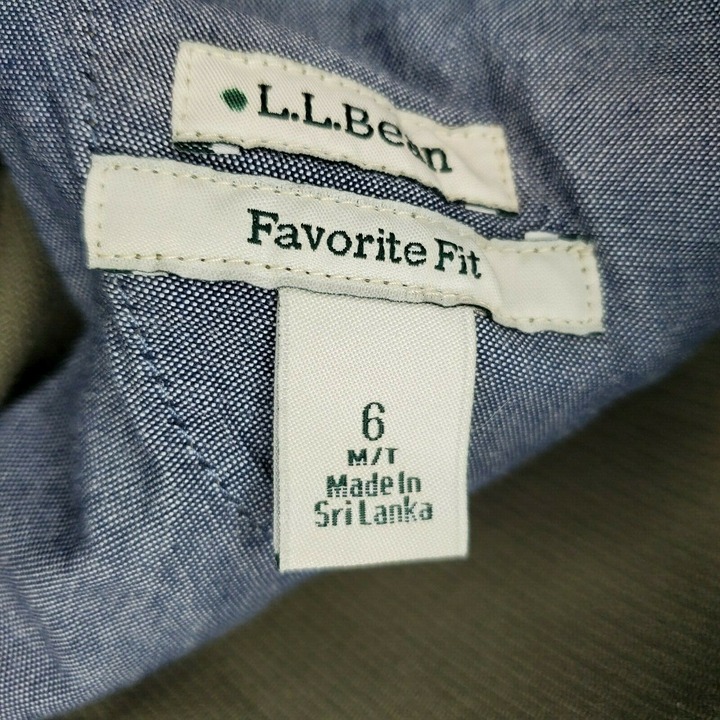 L.L.Bean
Favorite Fit
6
M/T
Made In
Sri Lanka